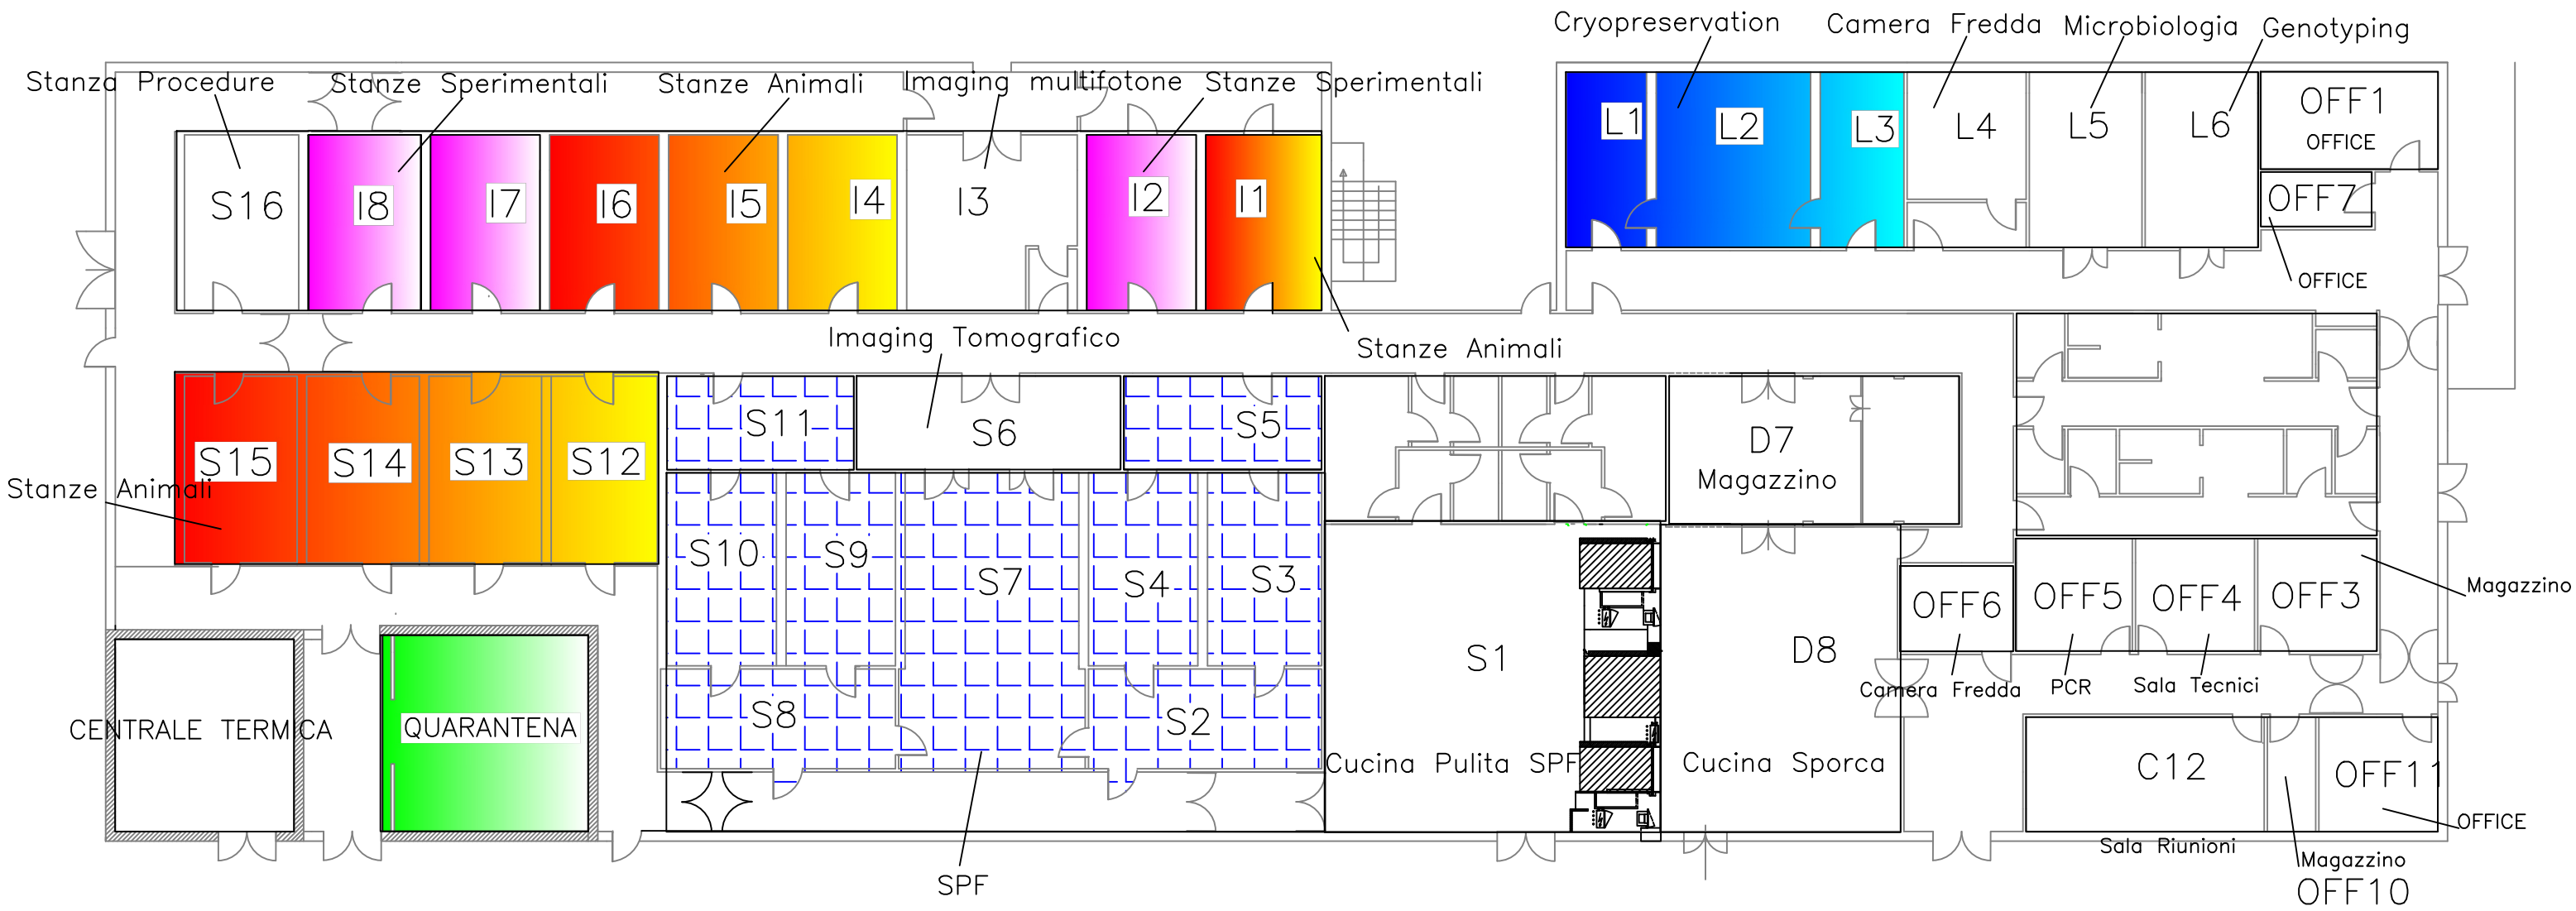 Cryopreservation
Camera Fredda
Microbiologia
Genotyping
Stanza Procedure
Stanze Sperimentali
Stanze Animali
Imaging multifotone
Stanze Sperimentali
L1
L2
L3
L4
L5
L6
OFF1
OFFICE
S16
I8
I7
I6
I5
I4
I3
I2
I1
OFF7
OFFICE
Imaging Tomografico
Stanze Animali
S15
S14
S13
S12
S11
S6
S5
D7
Magazzino
Stanze Animali
S10
S9
S7
S4
S3
OFF6
OFF5
OFF4
OFF3
Magazzino
S1
D8
Camera Fredda
PCR
Sala Tecnici
CENTRALE TERMICA
QUARANTENA
S8
S2
Cucina Pulita SPF
Cucina Sporca
C12
OFF11
OFFICE
Sala Riunioni
Magazzino
OFF10
SPF